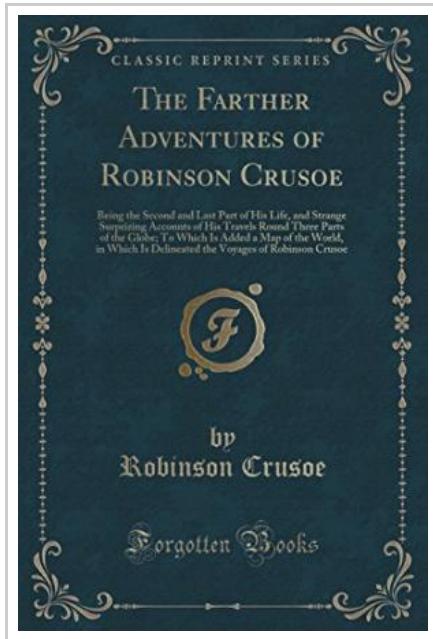 CLASSIC REPRINT SERIES
THE FARTHER
ADVENTURES OF
ROBINSON CRUSOE
Being the Second and Last Part of His Life, and Strange
Surprizing Accounts of His Travels Round Three Parts
of the Globe; To Which Is Added a Map of the World,
in Which Is Delineated the Voyages of Robinson Crusoe
F
by
Robinson Crusoe
Forgotten Books